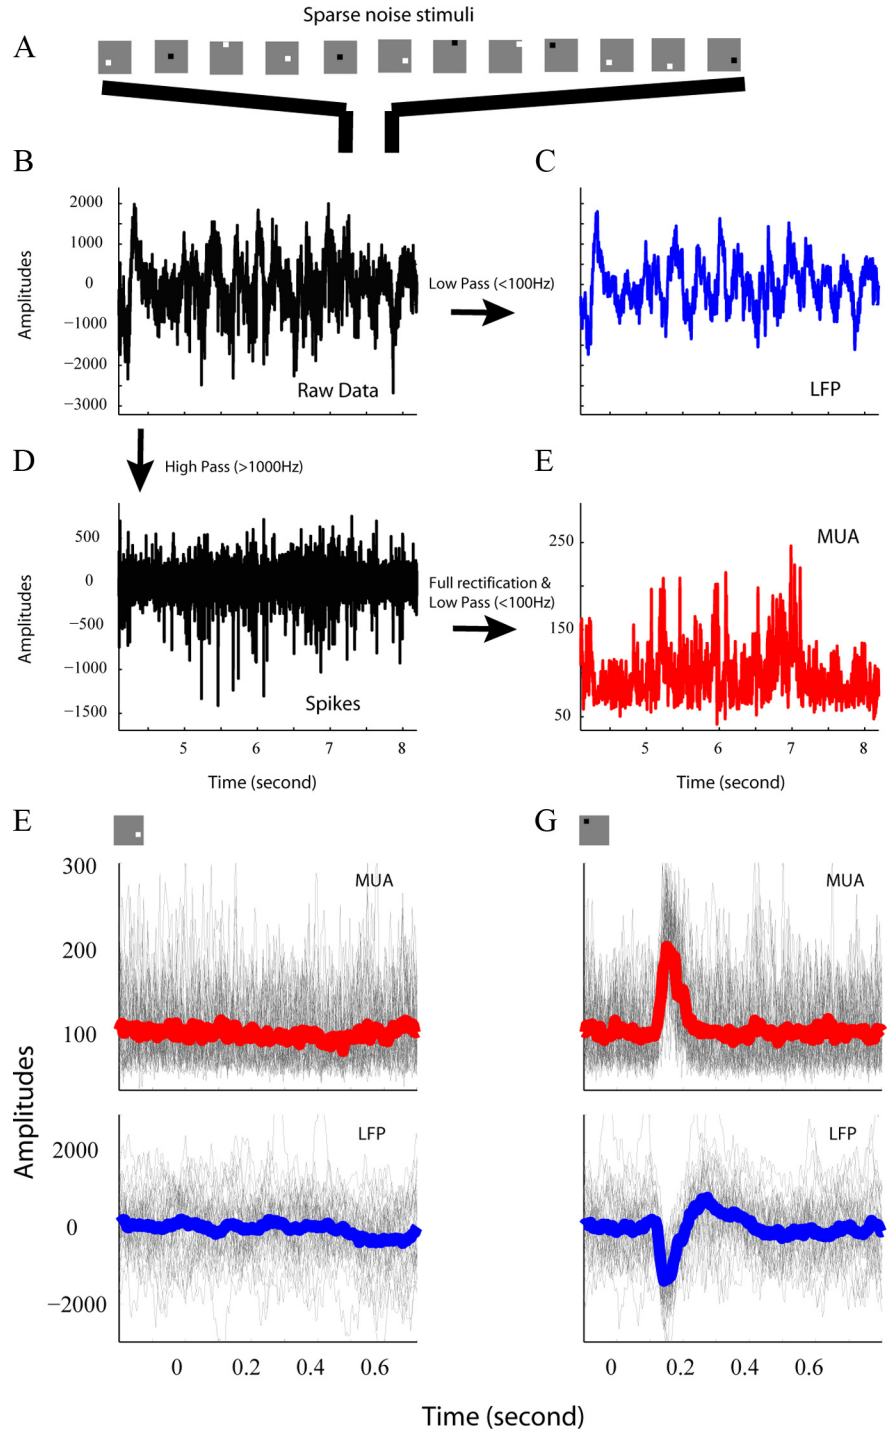 Sparse noise stimuli
A
B
C
2000
1000
0
−1000
−2000
−3000
Amplitudes
Raw Data
Low Pass (<100Hz)
LFP
High Pass (>1000Hz)
D
E
500
0
−500
−1000
−1500
Amplitudes
Spikes
5
6
7
8
Time (second)
Full rectification &
Low Pass (<100Hz)
MUA
250
150
50
5
6
7
8
Time (second)
E
G
MUA
MUA
300
200
100
Amplitudes
LFP
LFP
2000
0
−2000
0
0.2
0.4
0.6
0
0.2
0.4
0.6
Time (second)